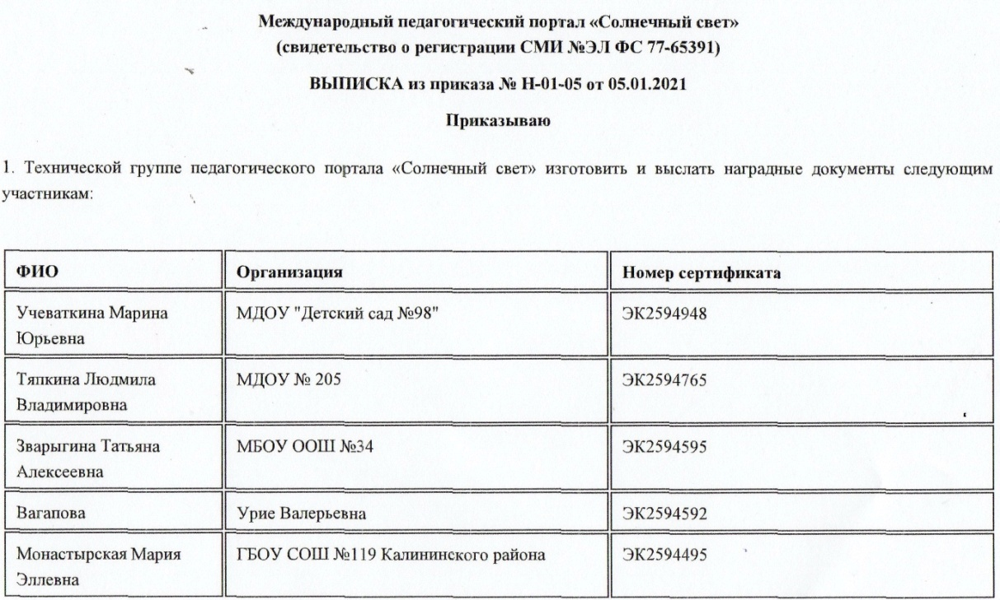 Международный педагогический портал «Солнечный свет»
(свидетельство о регистрации СМИ №ЭЛ ФС 77-65391)
ВЫПИСКА из приказа № Н-01-05 от 05.01.2021
Приказываю
1. Технической группе педагогического портала «Солнечный свет» изготовить и выслать наградные документы следующим
участникам:
ФИО Организация Номер сертификата
Учеваткина Марина МДОУ "Детский сад №98" ЭК2594948
Юрьевна
Тяпкина Людмила МДОУ № 205 ЭК2594765
Владимировна
Зварыгина Татьяна МБОУ ООШ №34 ЭК2594595
Алексеевна
Вагапова Урие Валерьевна ЭК2594592
Монастырская Мария ГБОУ СОШ №119 Калининского района ЭК2594495
Эллевна